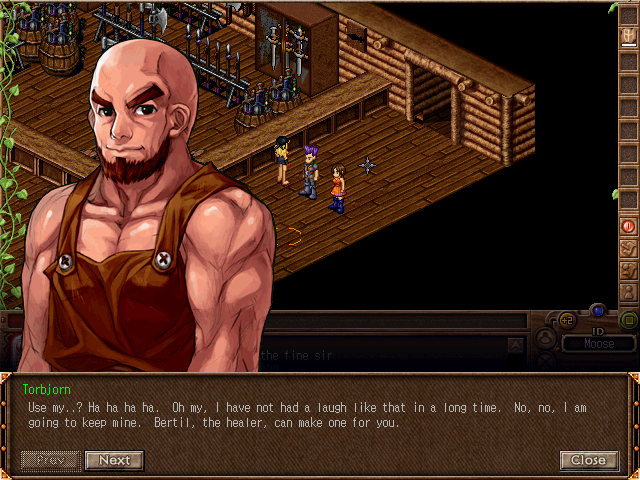 +2
ID
Moose
the fine sir
Torbjorn
Use my..? Ha ha ha ha. Oh my, I have not had a laugh like that in a long time. No, no, I am
going to keep mine. Bertil, the healer, can make one for you.
Prev Next Close